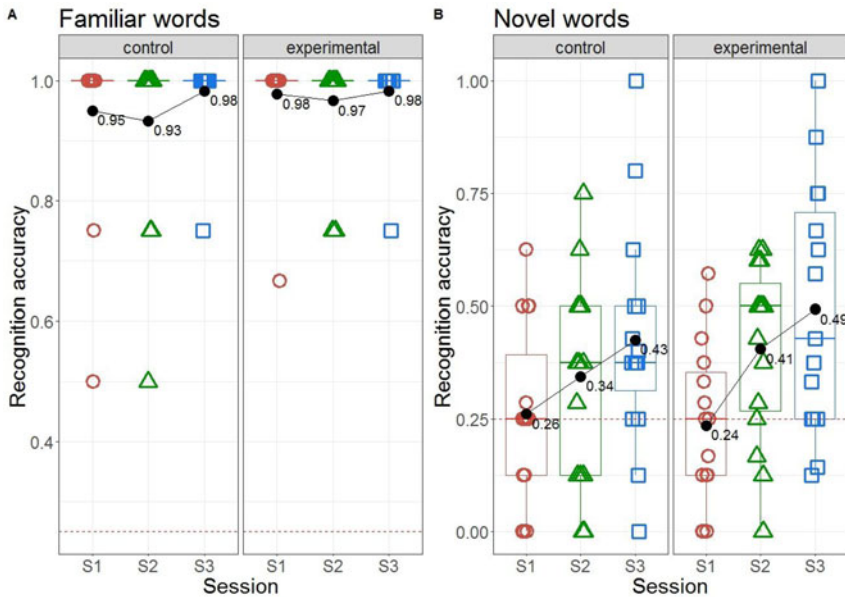 A Familiar words
control experimental
Recognition accuracy
1.0
0.8
0.6
0.4
0.95
0.93
0.98
0.98
0.97
0.98
S1 S2 S3 S1 S2 S3
Session
B Novel words
control experimental
Recognition accuracy
1.00
0.75
0.50
0.25
0.00
0.26
0.34
0.43
0.24
0.41
0.49
S1 S2 S3 S1 S2 S3
Session